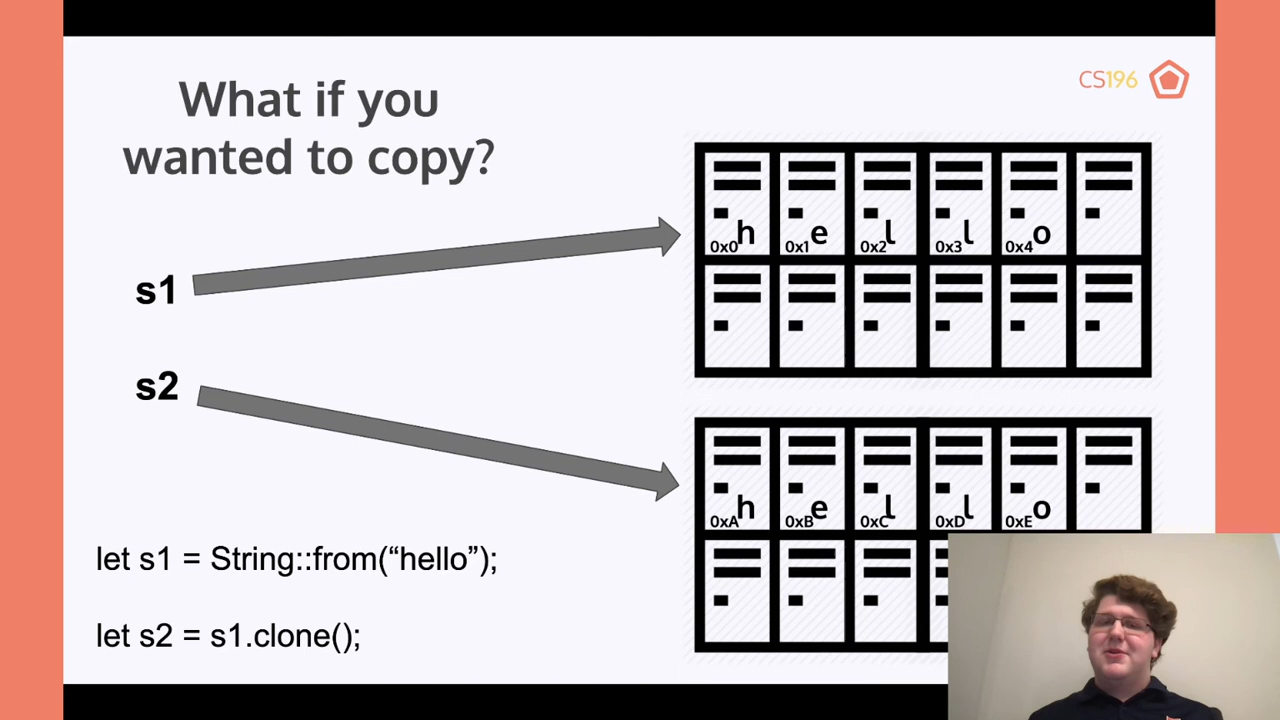 What if you
wanted to copy?
CS196
s1
s2
0x0h 0x1e 0x2l 0x3l 0x4o
0xAh 0xBe 0xCl 0xDl 0xEo
let s1 = String::from(“hello”);
let s2 = s1.clone();